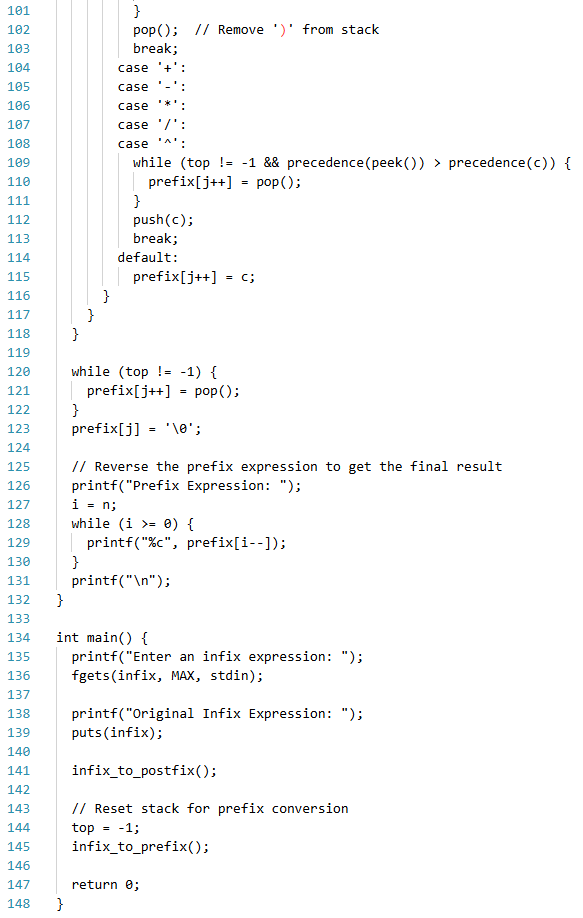 101 }
102 pop();  // Remove ')' from stack
103 break;
104 case '+':
105 case '-':
106 case '*':
107 case '/':
108 case '^':
109 while (top != -1 && precedence(peek()) > precedence(c)) {
110 prefix[j++] = pop();
111 }
112 push(c);
113 break;
114 default:
115 prefix[j++] = c;
116 }
117 }
118 }
119
120 while (top != -1) {
121 prefix[j++] = pop();
122 }
123 prefix[j] = '\0';
124
125 // Reverse the prefix expression to get the final result
126 printf("Prefix Expression: ");
127 i = n;
128 while (i >= 0) {
129 printf("%c", prefix[i--]);
130 }
131 printf("\n");
132 }
133
134 int main() {
135 printf("Enter an infix expression: ");
136 fgets(infix, MAX, stdin);
137
138 printf("Original Infix Expression: ");
139 puts(infix);
140
141 infix_to_postfix();
142
143 // Reset stack for prefix conversion
144 top = -1;
145 infix_to_prefix();
146
147 return 0;
148 }